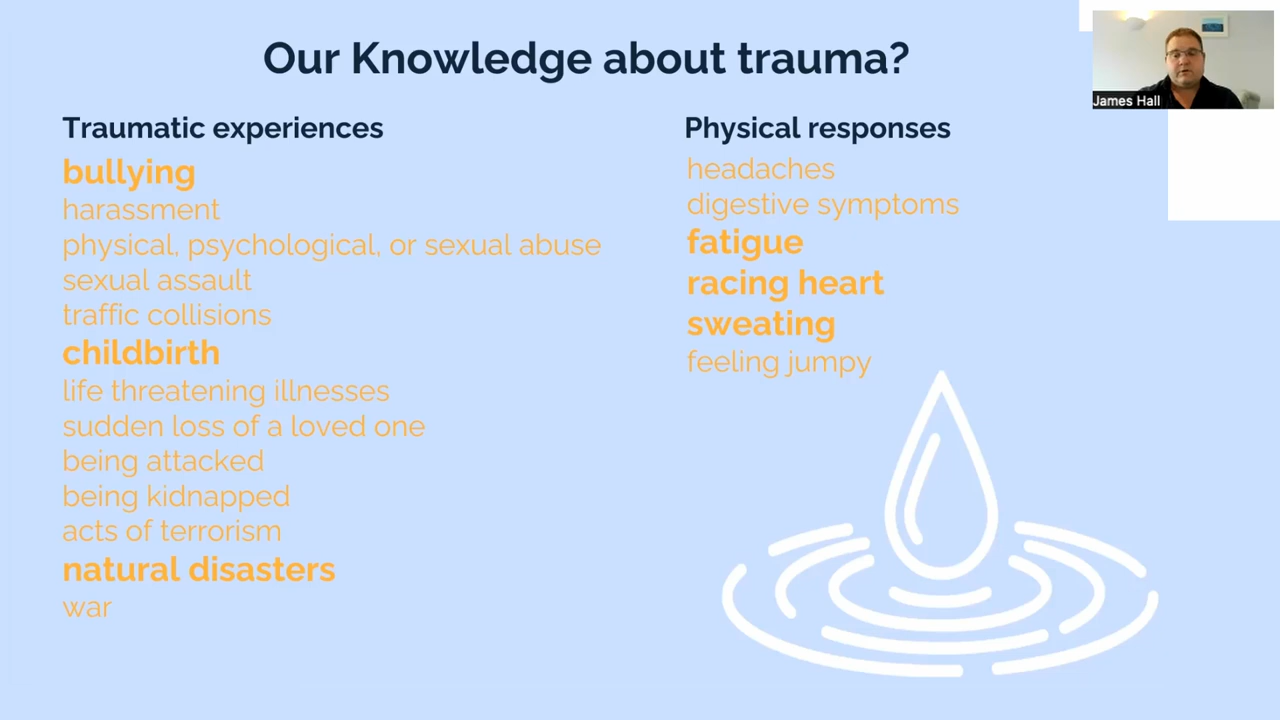 Our Knowledge about trauma?
James Hall
Traumatic experiences
bullying
harassment
physical, psychological, or sexual abuse
sexual assault
traffic collisions
childbirth
life threatening illnesses
sudden loss of a loved one
being attacked
being kidnapped
acts of terrorism
natural disasters
war
Physical responses
headaches
digestive symptoms
fatigue
racing heart
sweating
feeling jumpy